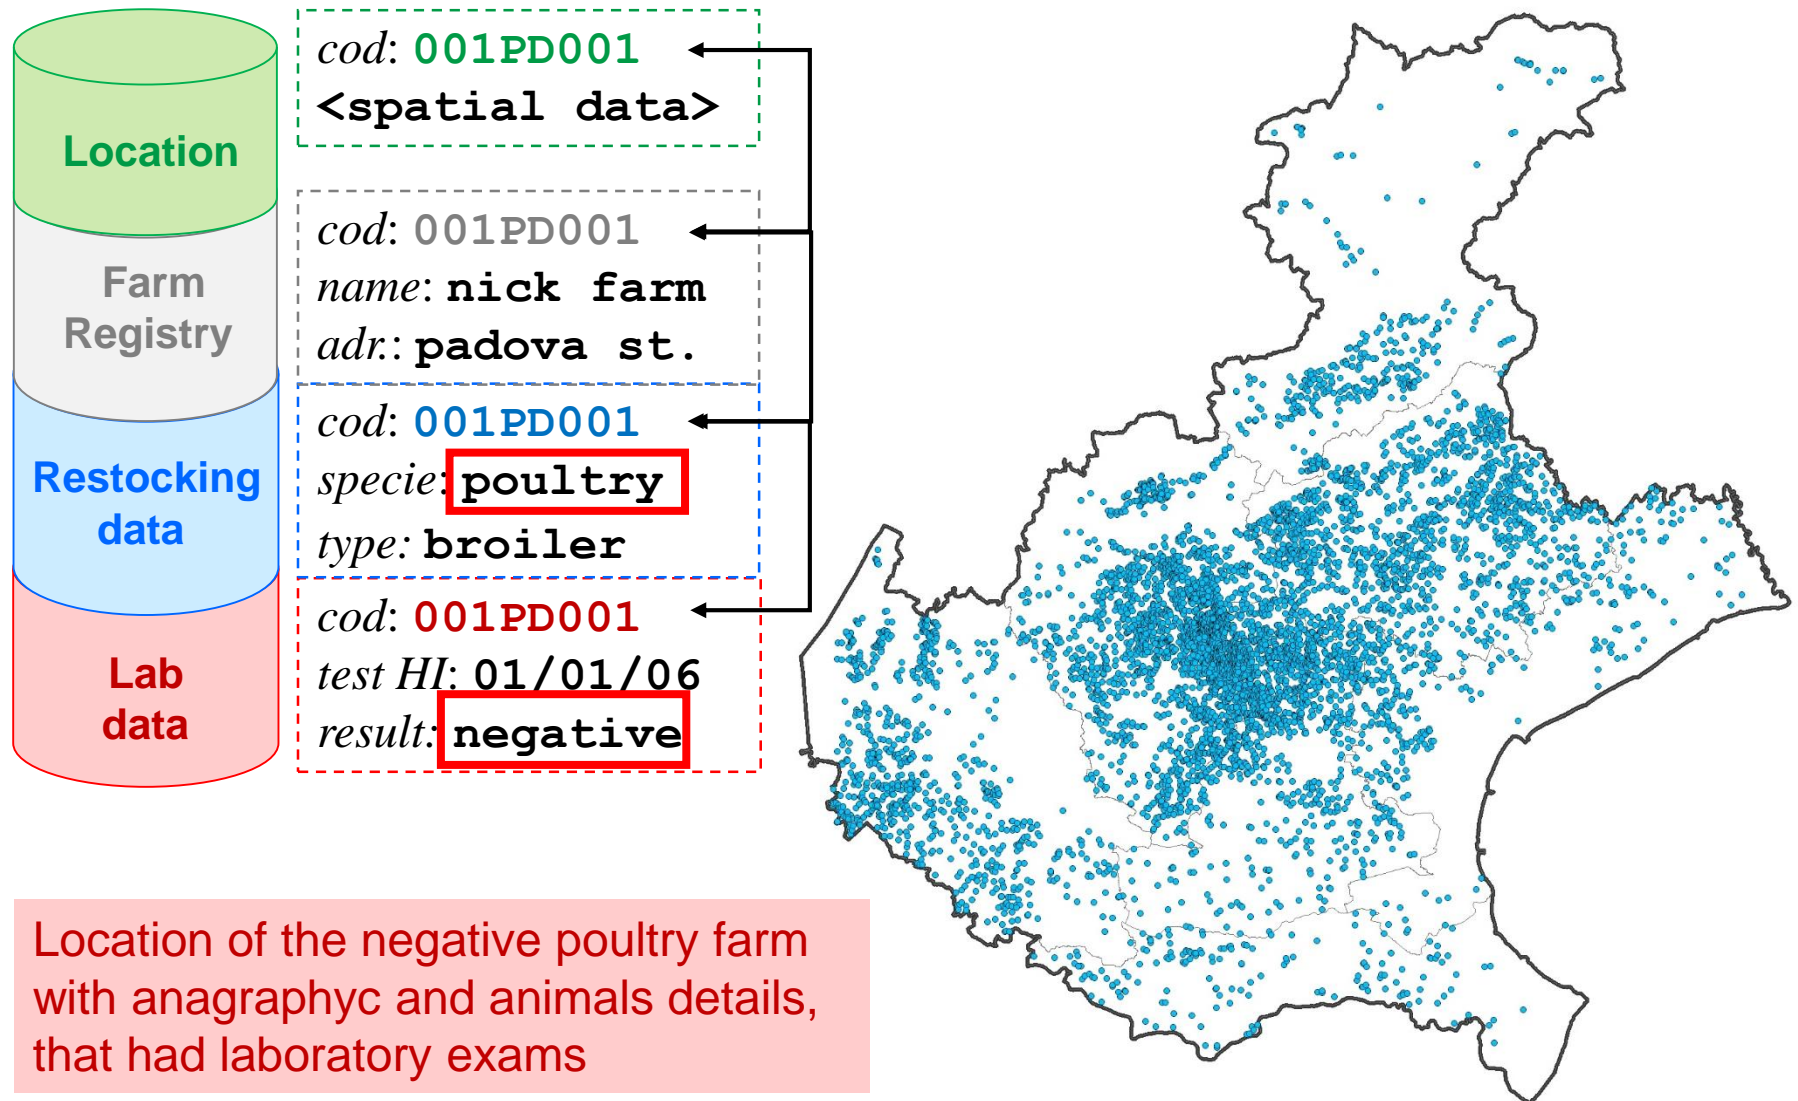 Location
cod: 001PD001
<spatial data>
Farm
Registry
cod: 001PD001
name: nick farm
adr.: padova st.
Restocking
data
cod: 001PD001
specie: poultry
type: broiler
Lab
data
cod: 001PD001
test HI: 01/01/06
result: negative
Location of the negative poultry farm
with anagraphyc and animals details,
that had laboratory exams